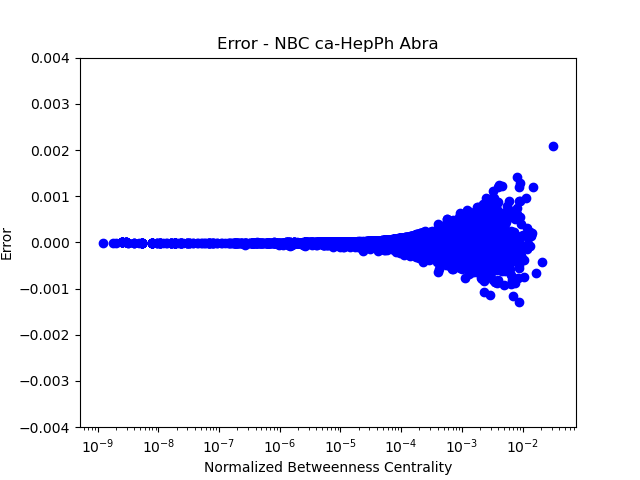 Error - NBC ca-HepPh Abra
0.004
0.003
0.002
0.001
0.000
−0.001
−0.002
−0.003
−0.004
Error
10⁻⁹ 10⁻⁸ 10⁻⁷ 10⁻⁶ 10⁻⁵ 10⁻⁴ 10⁻³ 10⁻²
Normalized Betweenness Centrality